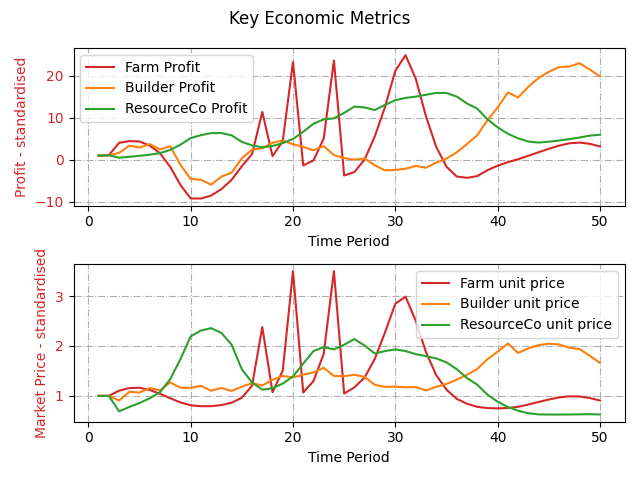 Key Economic Metrics
Profit - standardised
20
10
0
−10
Farm Profit
Builder Profit
ResourceCo Profit
0 10 20 30 40 50
Time Period
Market Price - standardised
3
2
1
Farm unit price
Builder unit price
ResourceCo unit price
0 10 20 30 40 50
Time Period